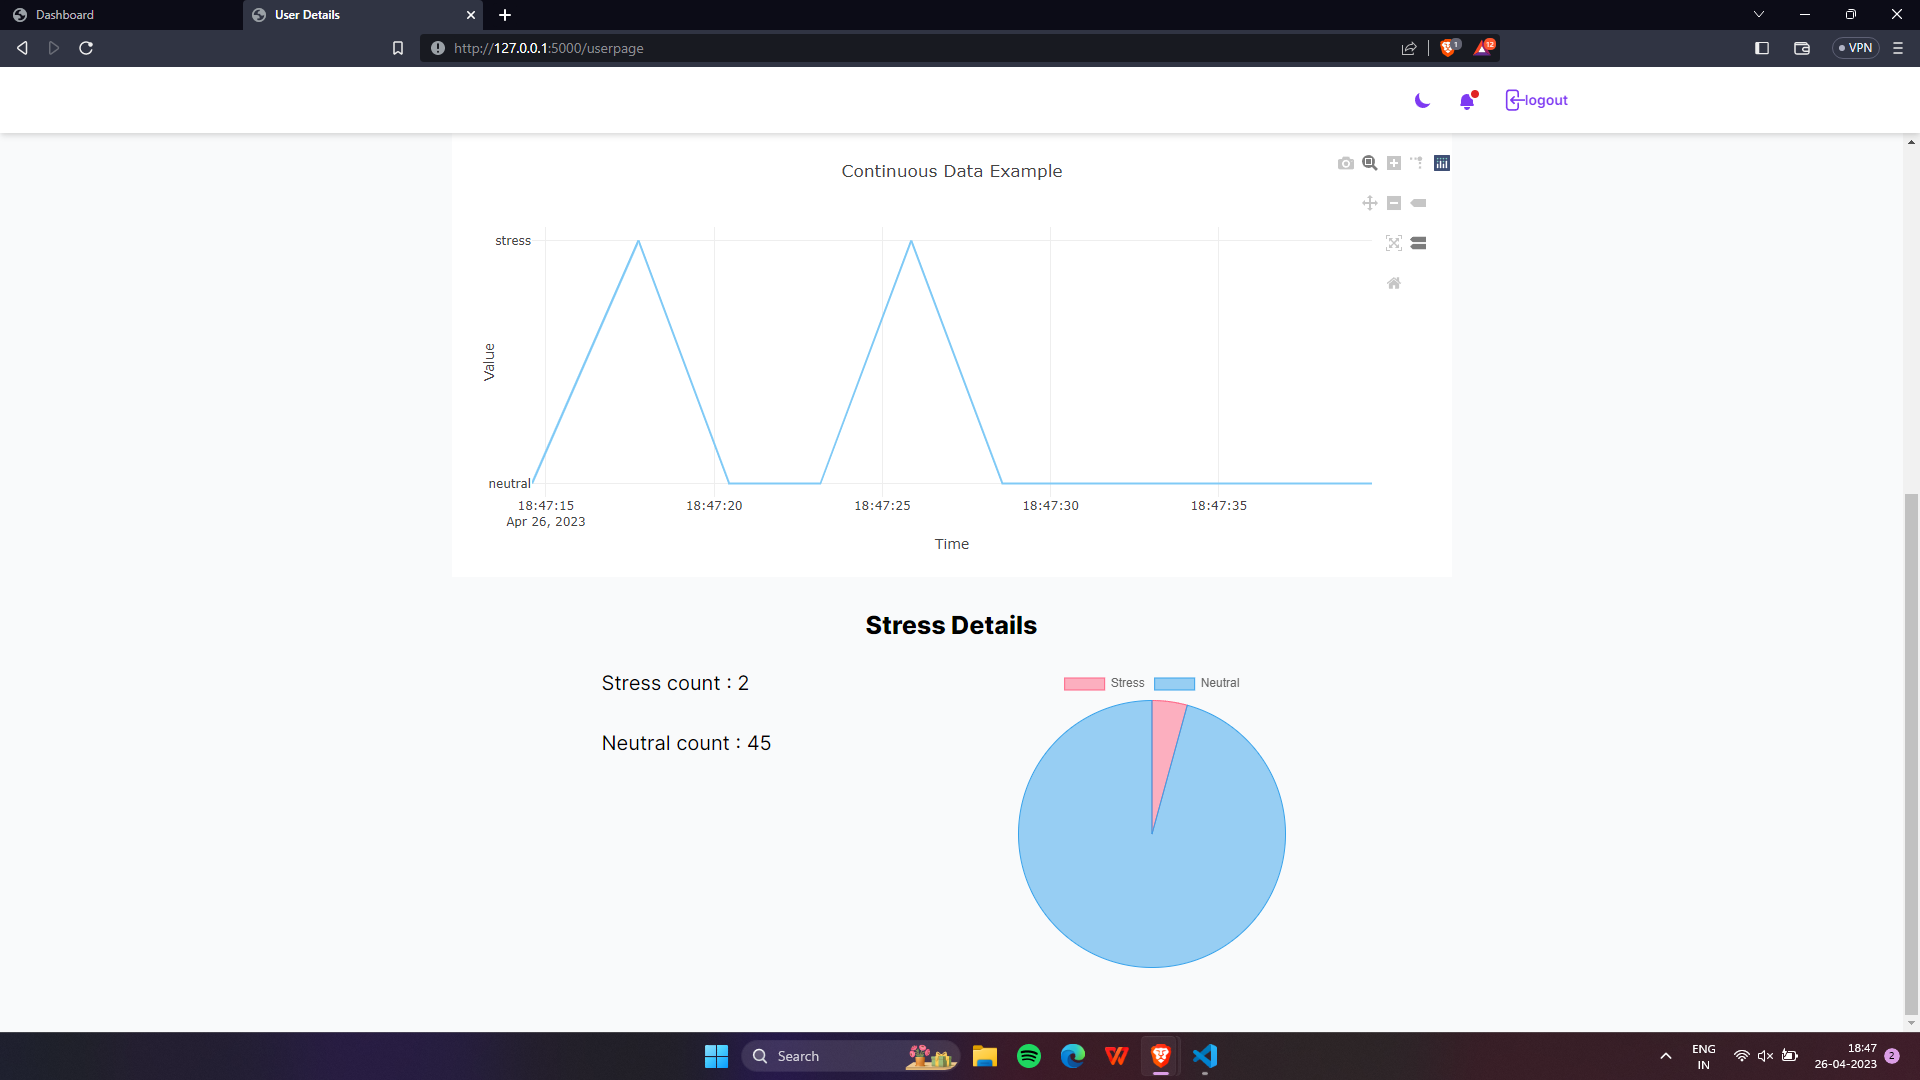 Dashboard
User Details
http://127.0.0.1:5000/userpage
1
12
VPN
logout
Continuous Data Example
stress
Value
neutral
18:47:15
18:47:20
18:47:25
18:47:30
18:47:35
Apr 26, 2023
Time
Stress Details
Stress count : 2
Neutral count : 45
Stress
Neutral
Search
ENG
IN
18:47
26-04-2023
2